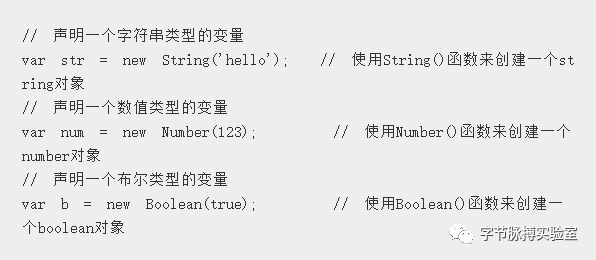 // 声明一个字符串类型的变量
var str = new String('hello'); // 使用String()函数来创建一个st
ring对象
// 声明一个数值类型的变量
var num = new Number(123); // 使用Number()函数来创建一个
number对象
// 声明一个布尔类型的变量
var b = new Boolean(true); // 使用Boolean()函数来创建一
个boolean对象
字节脉搏实验室